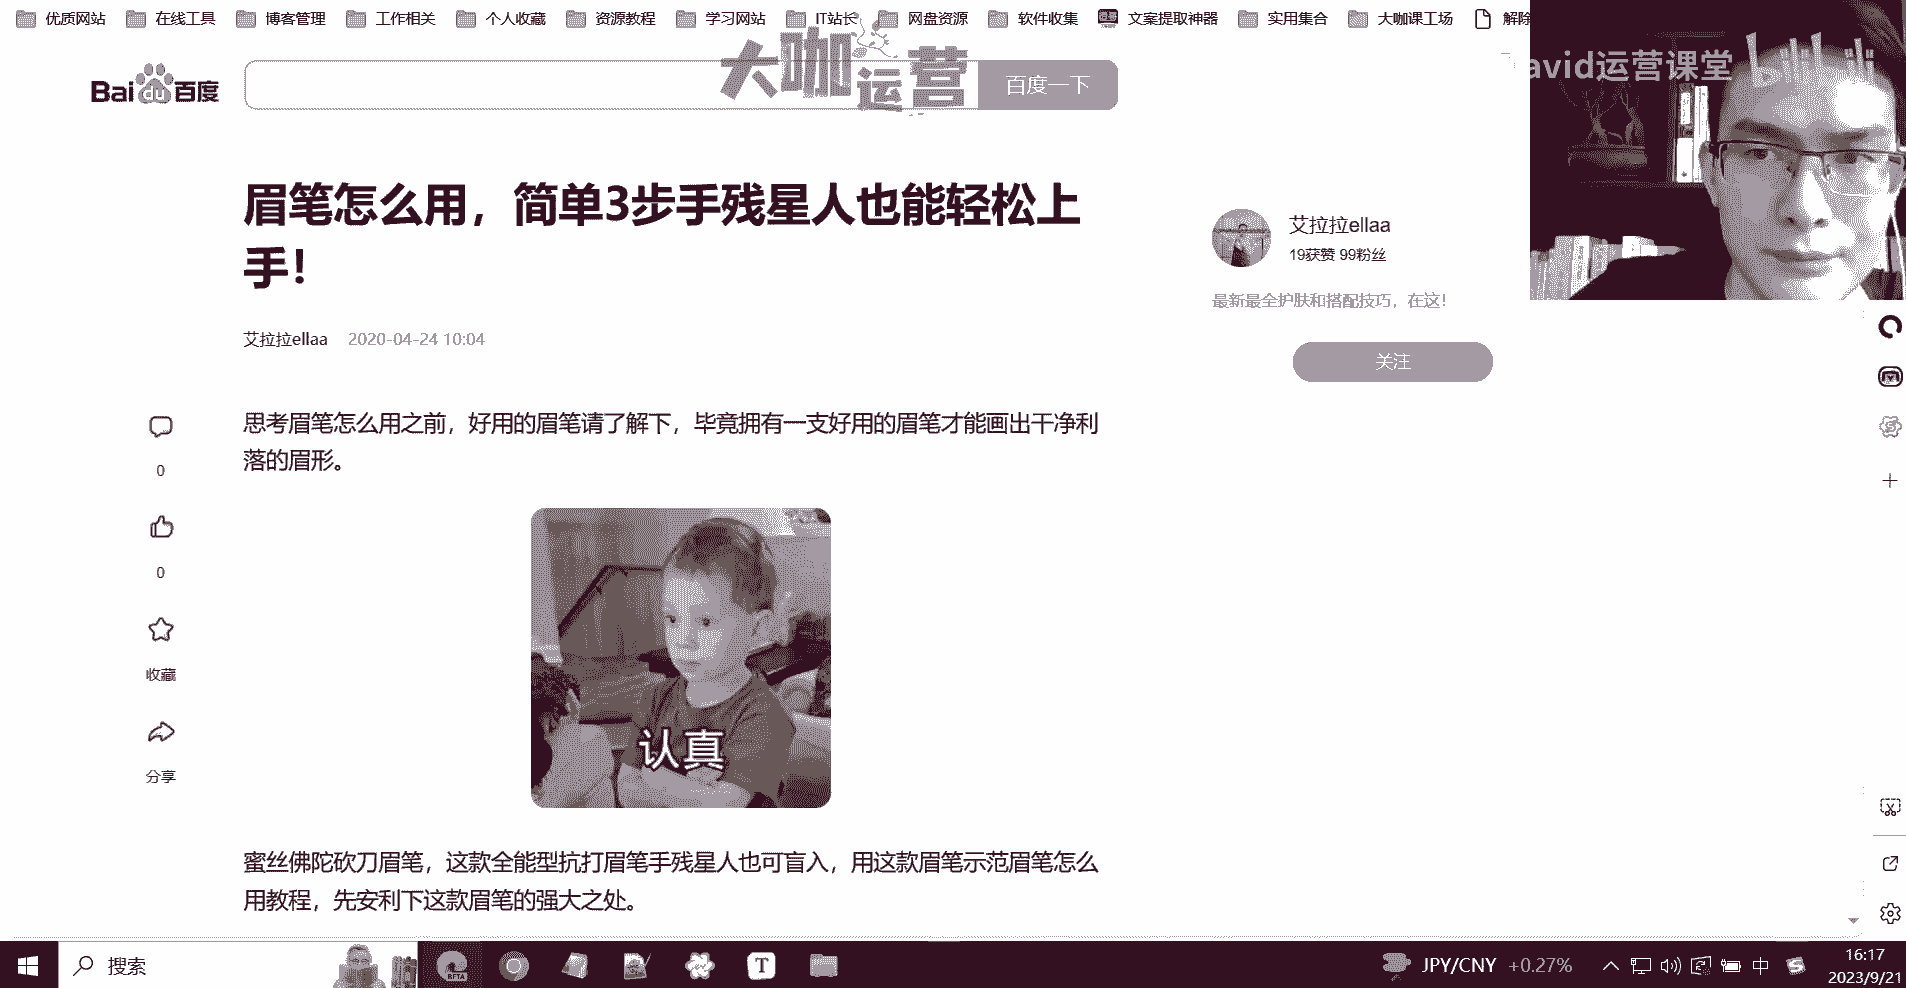 优质网站 在线工具 博客管理 工作相关 个人收藏 资源教程 学习网站 IT站长 网盘资源 软件收集 文案提取神器 实用集合 大咖课工场 解除
大咖运营
avid运营课堂 bilibili
Bai du 百度
百度一下
眉笔怎么用，简单3步手残星人也能轻松上
手！
艾拉拉ellaa
19获赞 99粉丝
最新最全护肤和搭配技巧，在这！
关注
艾拉拉ellaa 2020-04-24 10:04
思考眉笔怎么用之前，好用的眉笔请了解下，毕竟拥有一支好用的眉笔才能画出干净利
落的眉形。
0
0
收藏
分享
认真
蜜丝佛陀砍刀眉笔，这款全能型抗打眉笔手残星人也可盲入，用这款眉笔示范眉笔怎么
用教程，先安利下这款眉笔的强大之处。
搜索
BETA
T
JPY/CNY +0.27%
中
S
16:17
2023/9/21